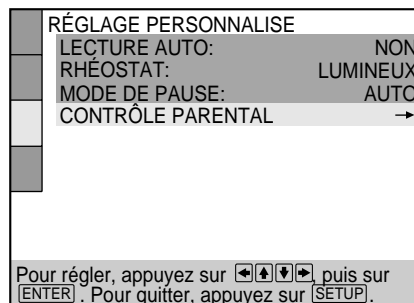 RÉGLAGE PERSONNALISE
LECTURE AUTO: NON
RHÉOSTAT: LUMINEUX
MODE DE PAUSE: AUTO
CONTRÔLE PARENTAL →
Pour régler, appuyez sur ←↑↓→, puis sur
ENTER . Pour quitter, appuyez sur SETUP.